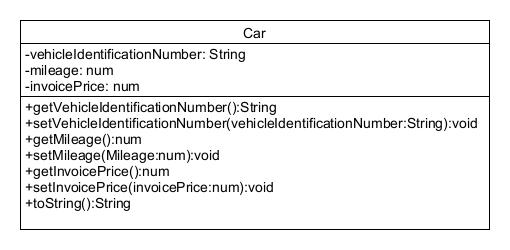 Car
-vehicleIdentificationNumber: String
-mileage: num
-invoicePrice: num
+getVehicleIdentificationNumber():String
+setVehicleIdentificationNumber(vehicleIdentificationNumber:String):void
+getMileage():num
+setMileage(Mileage:num):void
+getInvoicePrice():num
+setInvoicePrice(invoicePrice:num):void
+toString():String